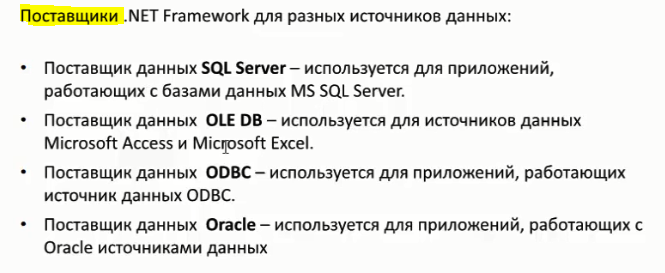 Поставщики .NET Framework для разных источников данных:
• Поставщик данных SQL Server – используется для приложений,
работающих с базами данных MS SQL Server.
• Поставщик данных OLE DB – используется для источников данных
Microsoft Access и Microsoft Excel.
• Поставщик данных ODBC – используется для приложений, работающих
источник данных ODBC.
• Поставщик данных Oracle – используется для приложений, работающих с
Oracle источниками данных